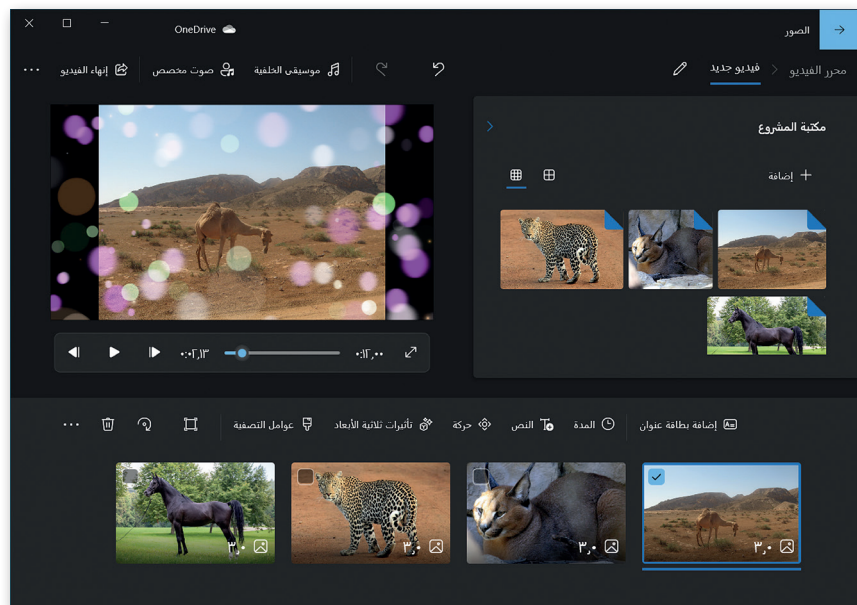 الصور
OneDrive
محرر الفيديو > فيديو جديد
موسيقى الخلفية
صوت مخصص
إنهاء الفيديو
مكتبة المشروع
+ إضافة
٠:٠٢,١٣
٠:١٢,٠٠
إضافة بطاقة عنوان
المدة
النص
حركة
تأثيرات ثلاثية الأبعاد
عوامل التصفية
٣,٠
٣,٠
٣,٠
٣,٠